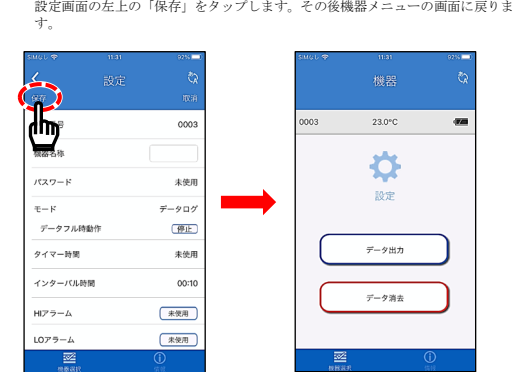 設定画面の左上の「保存」をタップします。その後機器メニューの画面に戻りま
す。
SIMなし 11:31 92%
設定
保存 取消
0003
機器名称
パスワード 未使用
モード データログ
データフル時動作 停止
タイマー時間 未使用
インターバル時間 00:10
HIアラーム 未使用
LOアラーム 未使用
機器選択 情報
SIMなし 11:31 92%
機器
0003 23.0°C
設定
データ出力
データ消去
機器選択 情報